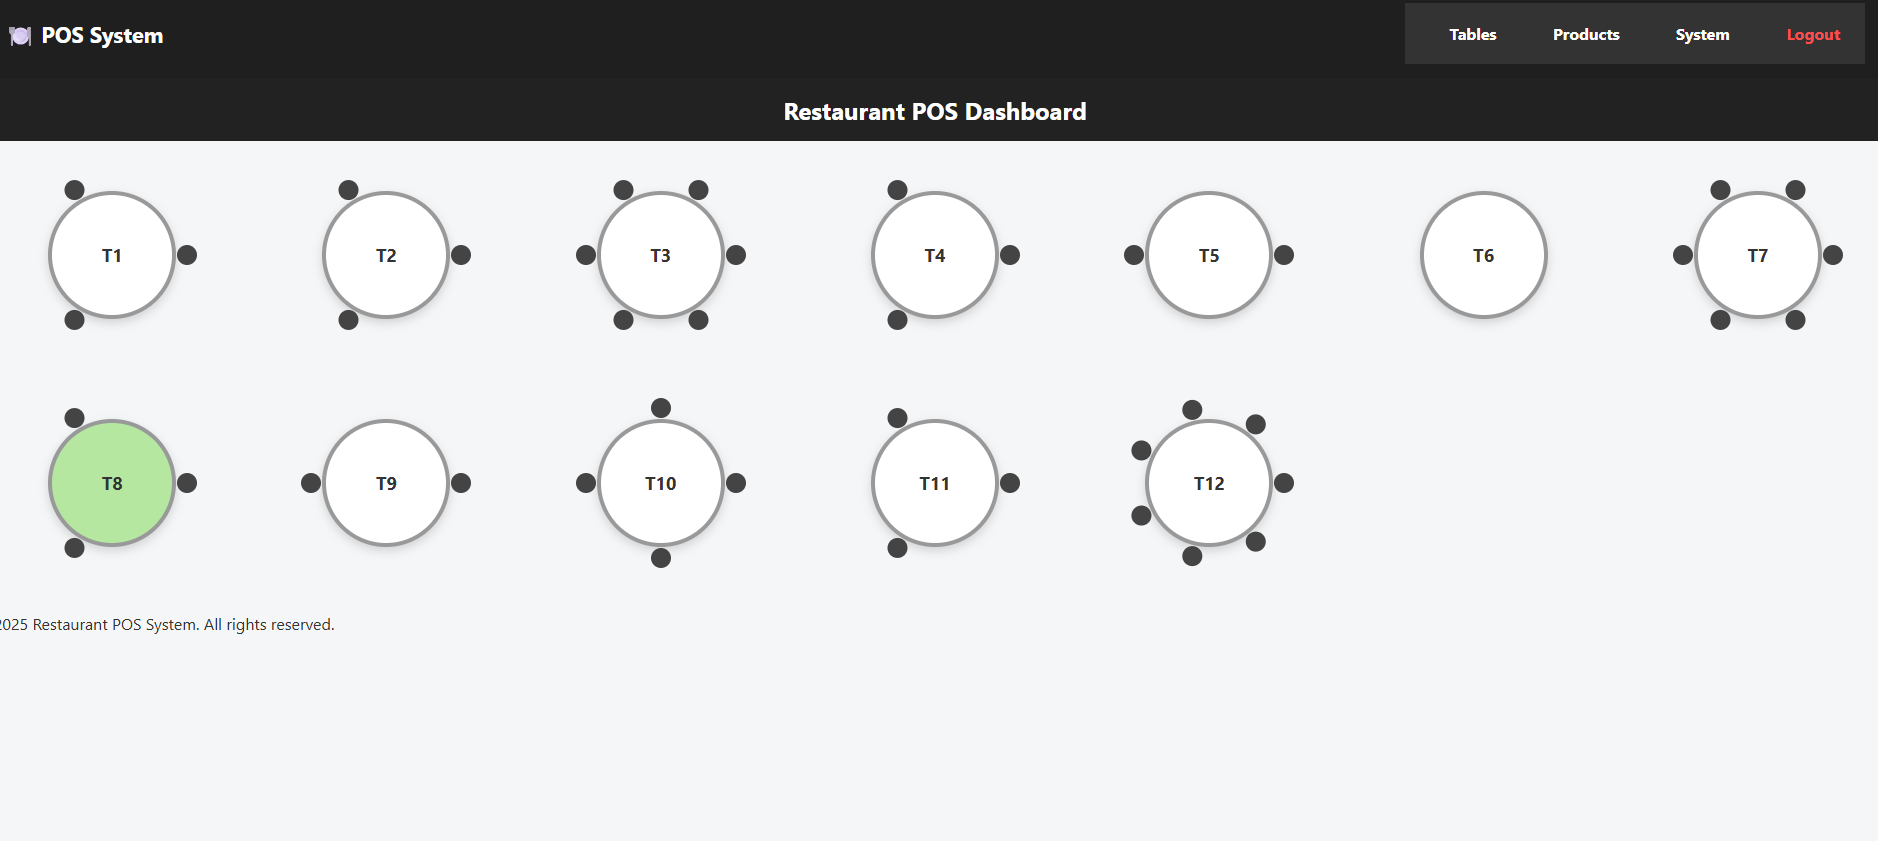 POS System
Tables Products System Logout
Restaurant POS Dashboard
T1 T2 T3 T4 T5 T6 T7
T8 T9 T10 T11 T12
2025 Restaurant POS System. All rights reserved.